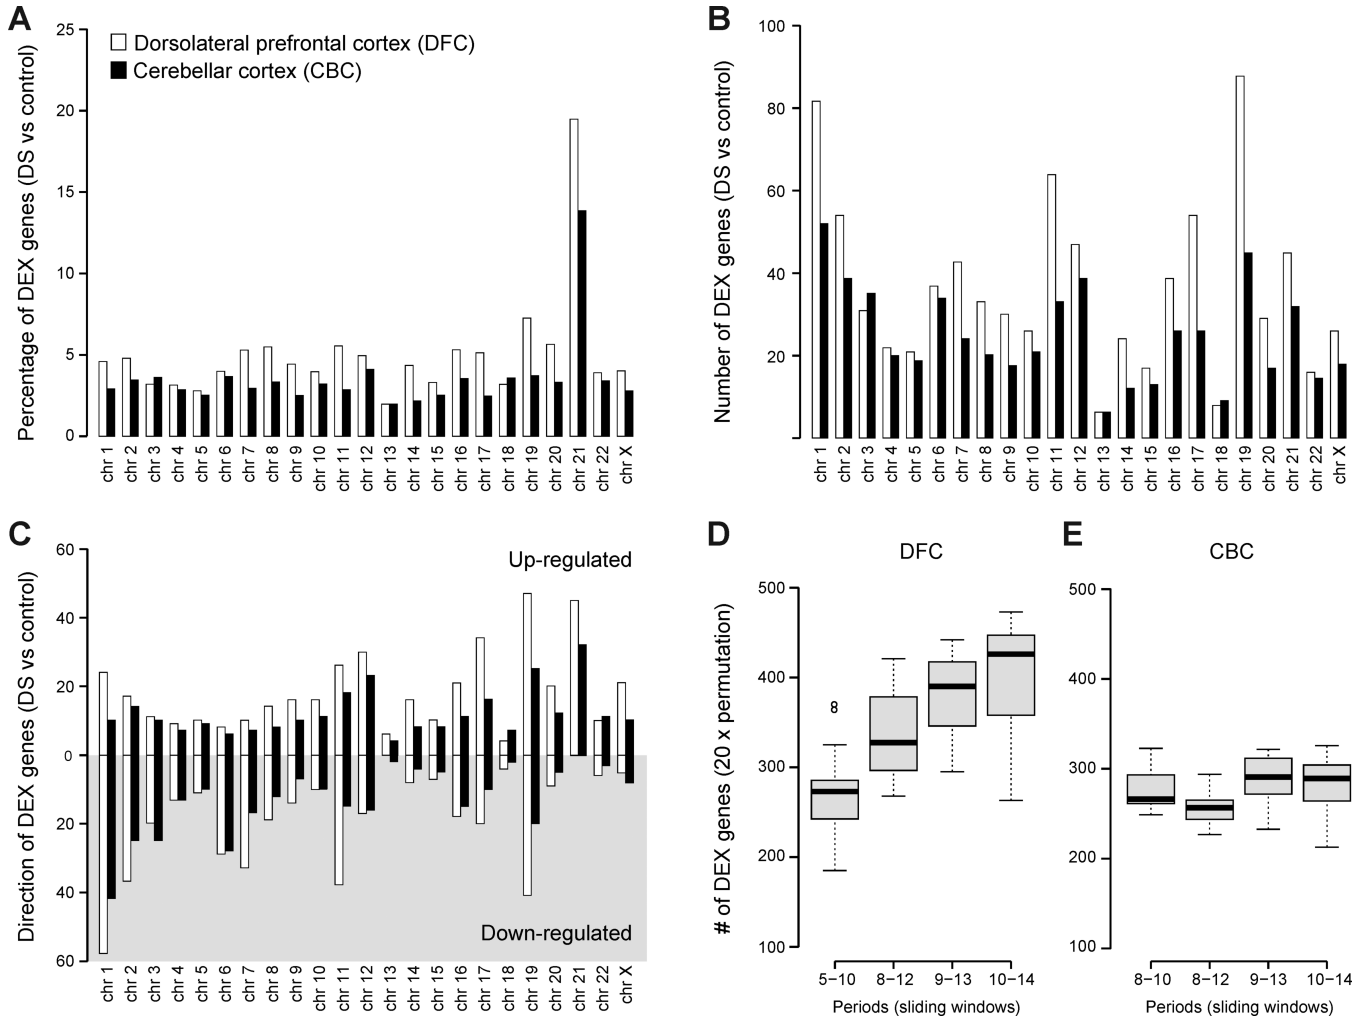 A
Percentage of DEX genes (DS vs control)
25
20
15
10
5
0
Dorsolateral prefrontal cortex (DFC)
Cerebellar cortex (CBC)
chr 1
chr 2
chr 3
chr 4
chr 5
chr 6
chr 7
chr 8
chr 9
chr 10
chr 11
chr 12
chr 13
chr 14
chr 15
chr 16
chr 17
chr 18
chr 19
chr 20
chr 21
chr 22
chr X
B
Number of DEX genes (DS vs control)
100
80
60
40
20
chr 1
chr 2
chr 3
chr 4
chr 5
chr 6
chr 7
chr 8
chr 9
chr 10
chr 11
chr 12
chr 13
chr 14
chr 15
chr 16
chr 17
chr 18
chr 19
chr 20
chr 21
chr 22
chr X
C
Direction of DEX genes (DS vs control)
60
40
20
0
20
40
60
Up-regulated
Down-regulated
chr 1
chr 2
chr 3
chr 4
chr 5
chr 6
chr 7
chr 8
chr 9
chr 10
chr 11
chr 12
chr 13
chr 14
chr 15
chr 16
chr 17
chr 18
chr 19
chr 20
chr 21
chr 22
chr X
D
DFC
# of DEX genes (20 x permutation)
500
400
300
200
100
5−10
8−12
9−13
10−14
Periods (sliding windows)
E
CBC
500
400
300
200
100
8−10
8−12
9−13
10−14
Periods (sliding windows)